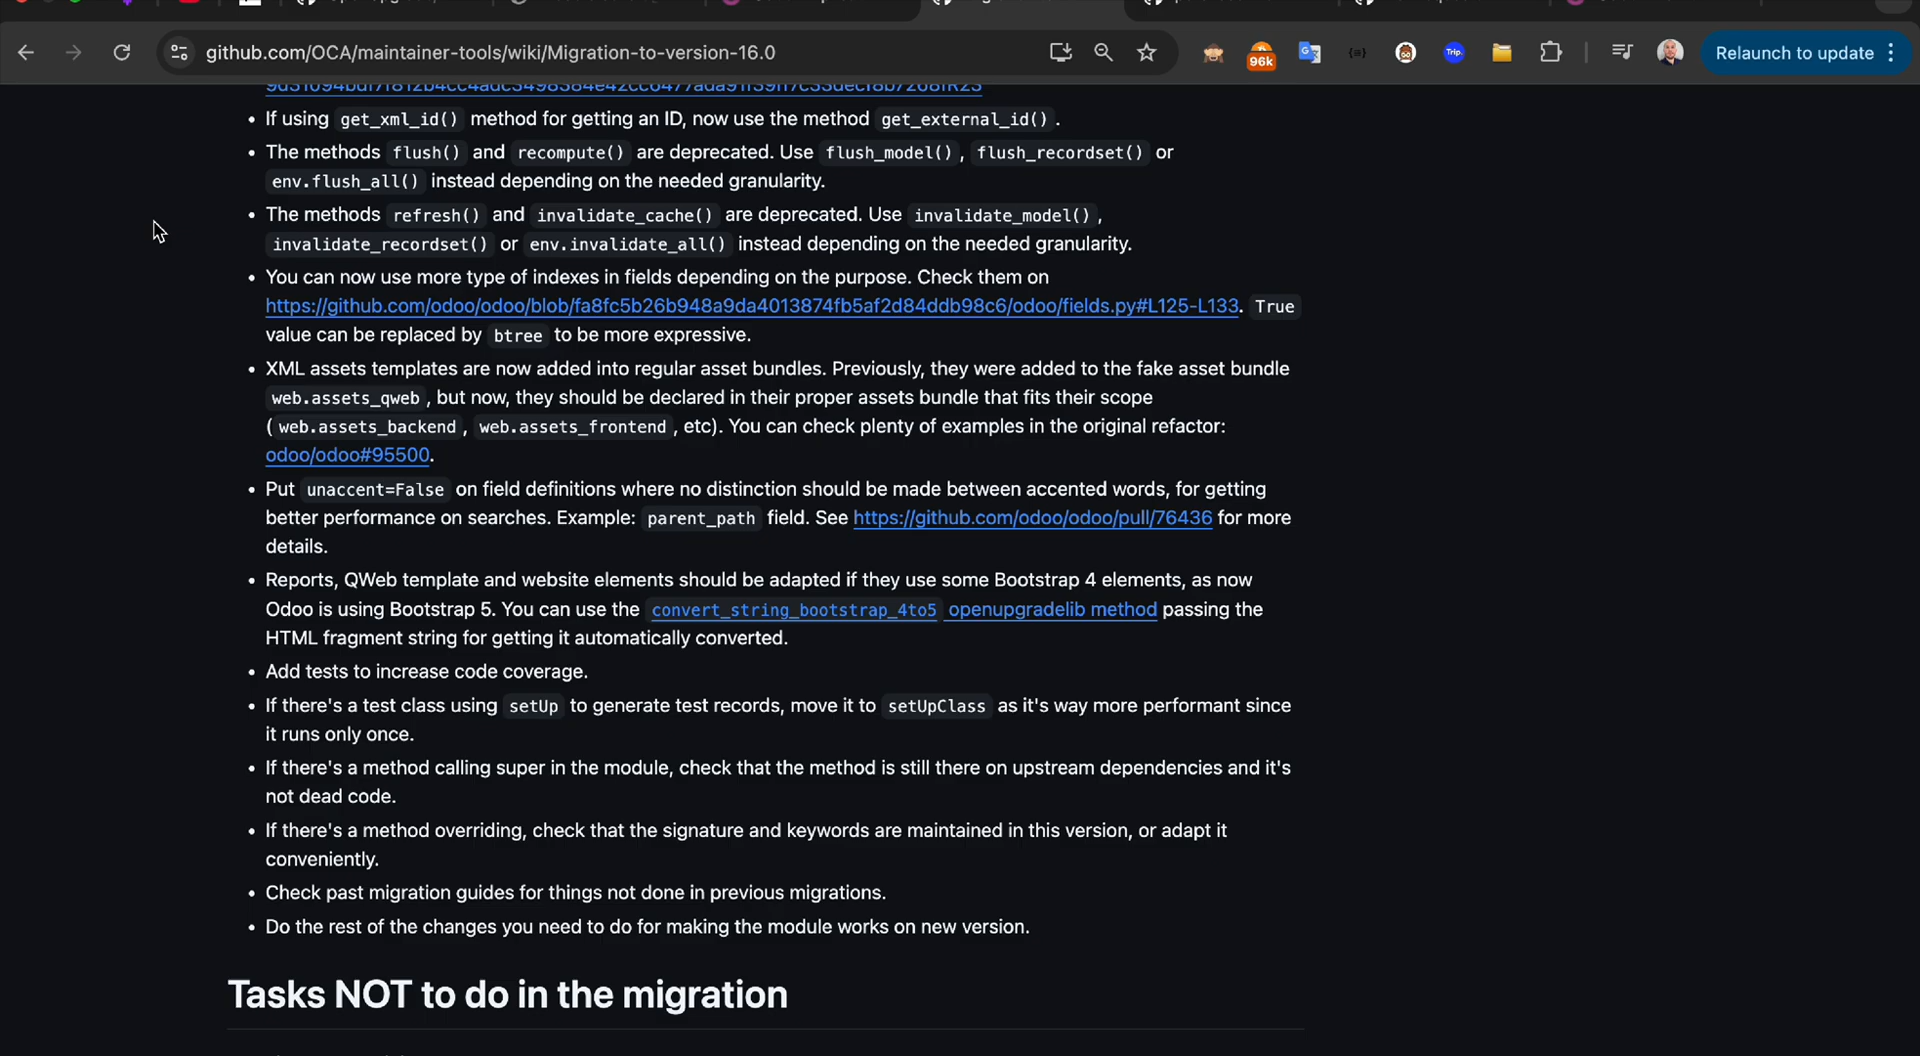 github.com/OCA/maintainer-tools/wiki/Migration-to-version-16.0
96k
Trip
Relaunch to update
• If using get_xml_id() method for getting an ID, now use the method get_external_id() .
• The methods flush() and recompute() are deprecated. Use flush_model() , flush_recordset() or
env.flush_all() instead depending on the needed granularity.
• The methods refresh() and invalidate_cache() are deprecated. Use invalidate_model() ,
invalidate_recordset() or env.invalidate_all() instead depending on the needed granularity.
• You can now use more type of indexes in fields depending on the purpose. Check them on
https://github.com/odoo/odoo/blob/fa8fc5b26b948a9da4013874fb5af2d84ddb98c6/odoo/fields.py#L125-L133. True
value can be replaced by btree to be more expressive.
• XML assets templates are now added into regular asset bundles. Previously, they were added to the fake asset bundle
web.assets_qweb , but now, they should be declared in their proper assets bundle that fits their scope
( web.assets_backend , web.assets_frontend , etc). You can check plenty of examples in the original refactor:
odoo/odoo#95500.
• Put unaccent=False on field definitions where no distinction should be made between accented words, for getting
better performance on searches. Example: parent_path field. See https://github.com/odoo/odoo/pull/76436 for more
details.
• Reports, QWeb template and website elements should be adapted if they use some Bootstrap 4 elements, as now
Odoo is using Bootstrap 5. You can use the convert_string_bootstrap_4to5 openupgradelib method passing the
HTML fragment string for getting it automatically converted.
• Add tests to increase code coverage.
• If there's a test class using setUp to generate test records, move it to setUpClass as it's way more performant since
it runs only once.
• If there's a method calling super in the module, check that the method is still there on upstream dependencies and it's
not dead code.
• If there's a method overriding, check that the signature and keywords are maintained in this version, or adapt it
conveniently.
• Check past migration guides for things not done in previous migrations.
• Do the rest of the changes you need to do for making the module works on new version.
Tasks NOT to do in the migration